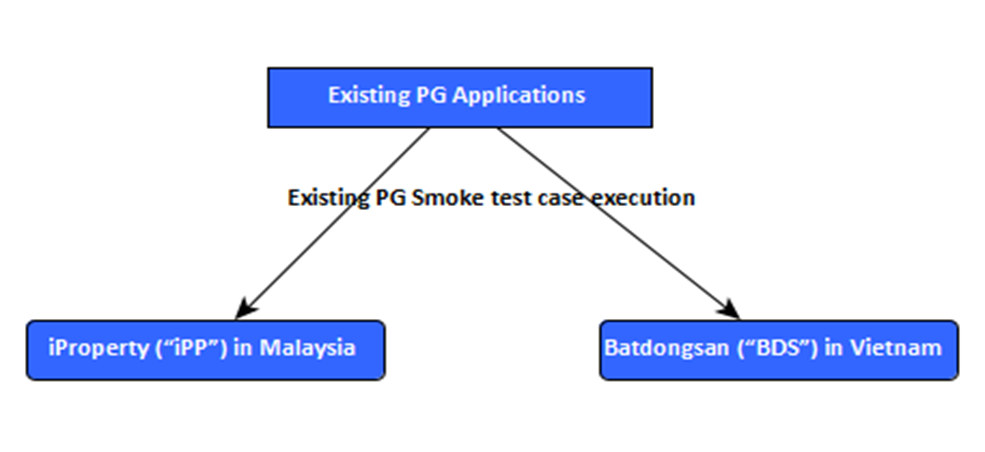 Existing PG Applications
Existing PG Smoke test case execution
iProperty (“iPP”) in Malaysia
Batdongsan (“BDS”) in Vietnam